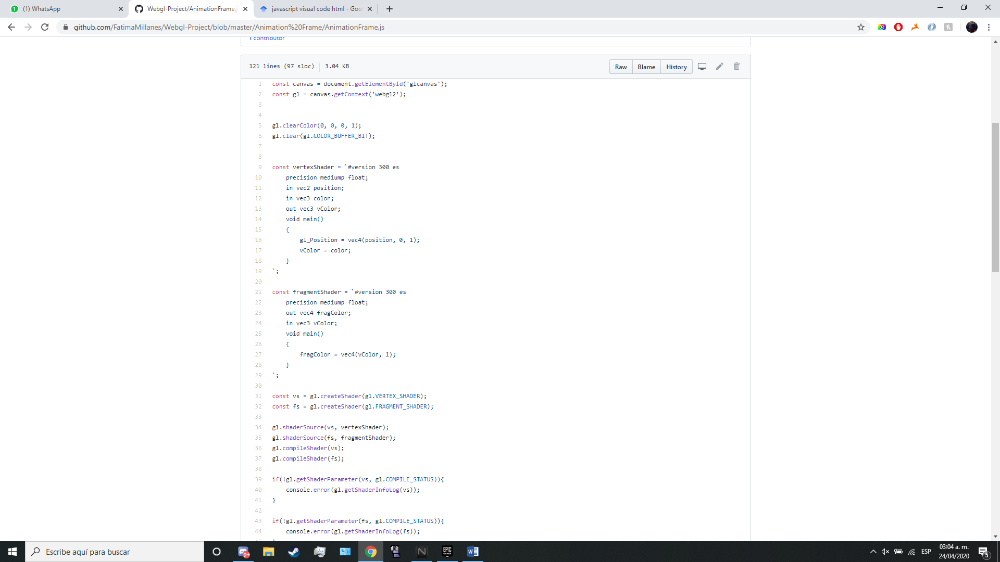 (1) WhatsApp
Webgl-Project/AnimationFrame.j
javascript visual code html - Goo
github.com/FatimaMillanes/Webgl-Project/blob/master/Animation%20Frame/AnimationFrame.js
1 contributor
121 lines (97 sloc) 3.04 KB
Raw Blame History
1 const canvas = document.getElementById('glcanvas');
2 const gl = canvas.getContext('webgl2');
3
4
5 gl.clearColor(0, 0, 0, 1);
6 gl.clear(gl.COLOR_BUFFER_BIT);
7
8
9 const vertexShader = `#version 300 es
10 precision mediump float;
11 in vec2 position;
12 in vec3 color;
13 out vec3 vColor;
14 void main()
15 {
16 gl_Position = vec4(position, 0, 1);
17 vColor = color;
18 }
19 `;
20
21 const fragmentShader = `#version 300 es
22 precision mediump float;
23 out vec4 fragColor;
24 in vec3 vColor;
25 void main()
26 {
27 fragColor = vec4(vColor, 1);
28 }
29 `;
30
31 const vs = gl.createShader(gl.VERTEX_SHADER);
32 const fs = gl.createShader(gl.FRAGMENT_SHADER);
33
34 gl.shaderSource(vs, vertexShader);
35 gl.shaderSource(fs, fragmentShader);
36 gl.compileShader(vs);
37 gl.compileShader(fs);
38
39 if(!gl.getShaderParameter(vs, gl.COMPILE_STATUS)){
40 console.error(gl.getShaderInfoLog(vs));
41 }
42
43 if(!gl.getShaderParameter(fs, gl.COMPILE_STATUS)){
44 console.error(gl.getShaderInfoLog(fs));
Escribe aquí para buscar
9+
EPIC
GAMES
ESP
03:04 a. m.
24/04/2020
5